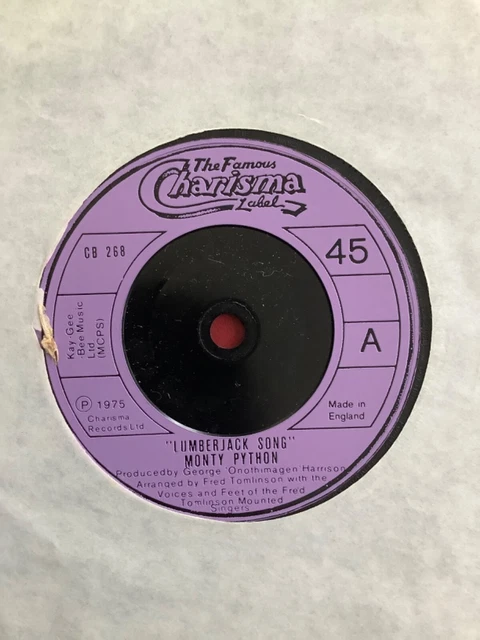 The Famous
Charisma
Label
CB 268
45
Kay-Gee
-Bee Music
Ltd
(MCPS)
A
Ⓟ 1975
Charisma
Records Ltd
Made in
England
"LUMBERJACK SONG"
MONTY PYTHON
Produced by George 'Onothimagen' Harrison
Arranged by Fred Tomlinson with the
Voices and Feet of the Fred
Tomlinson Mounted
Singers